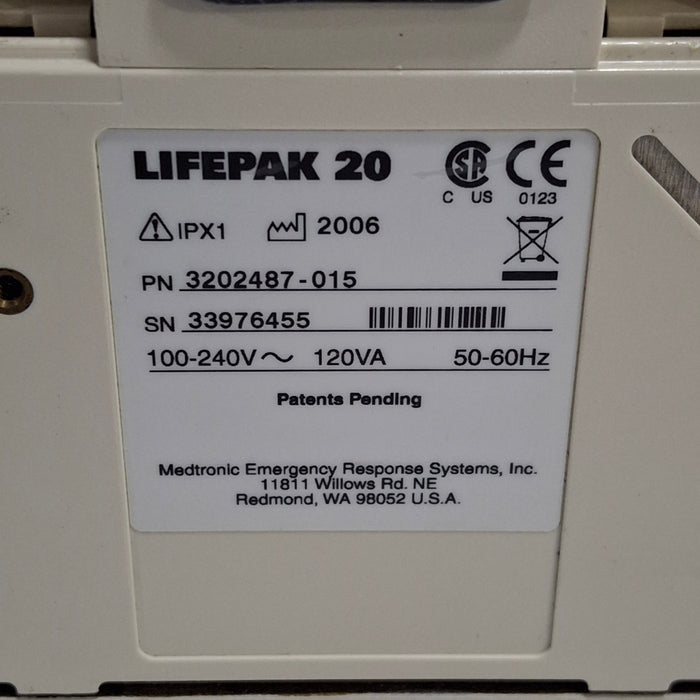 LIFEPAK 20
C US 0123
IPX1 2006
PN 3202487-015
SN 33976455
100-240V~ 120VA 50-60Hz
Patents Pending
Medtronic Emergency Response Systems, Inc.
11811 Willows Rd. NE
Redmond, WA 98052 U.S.A.